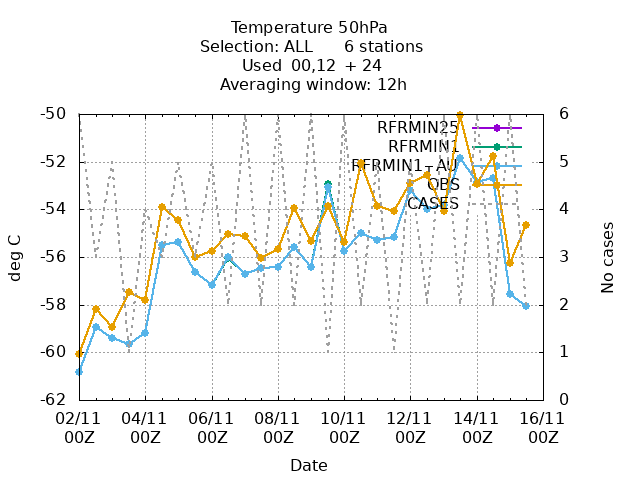 Temperature 50hPa
Selection: ALL 6 stations
Used 00,12 + 24
Averaging window: 12h
-50
-52
-54
-56
-58
-60
-62
deg C
6
5
4
3
2
1
0
No cases
RFRMIN25
RFRMIN1
RFRMIN1-AU
OBS
CASES
02/11 04/11 06/11 08/11 10/11 12/11 14/11 16/11
00Z 00Z 00Z 00Z 00Z 00Z 00Z 00Z
Date